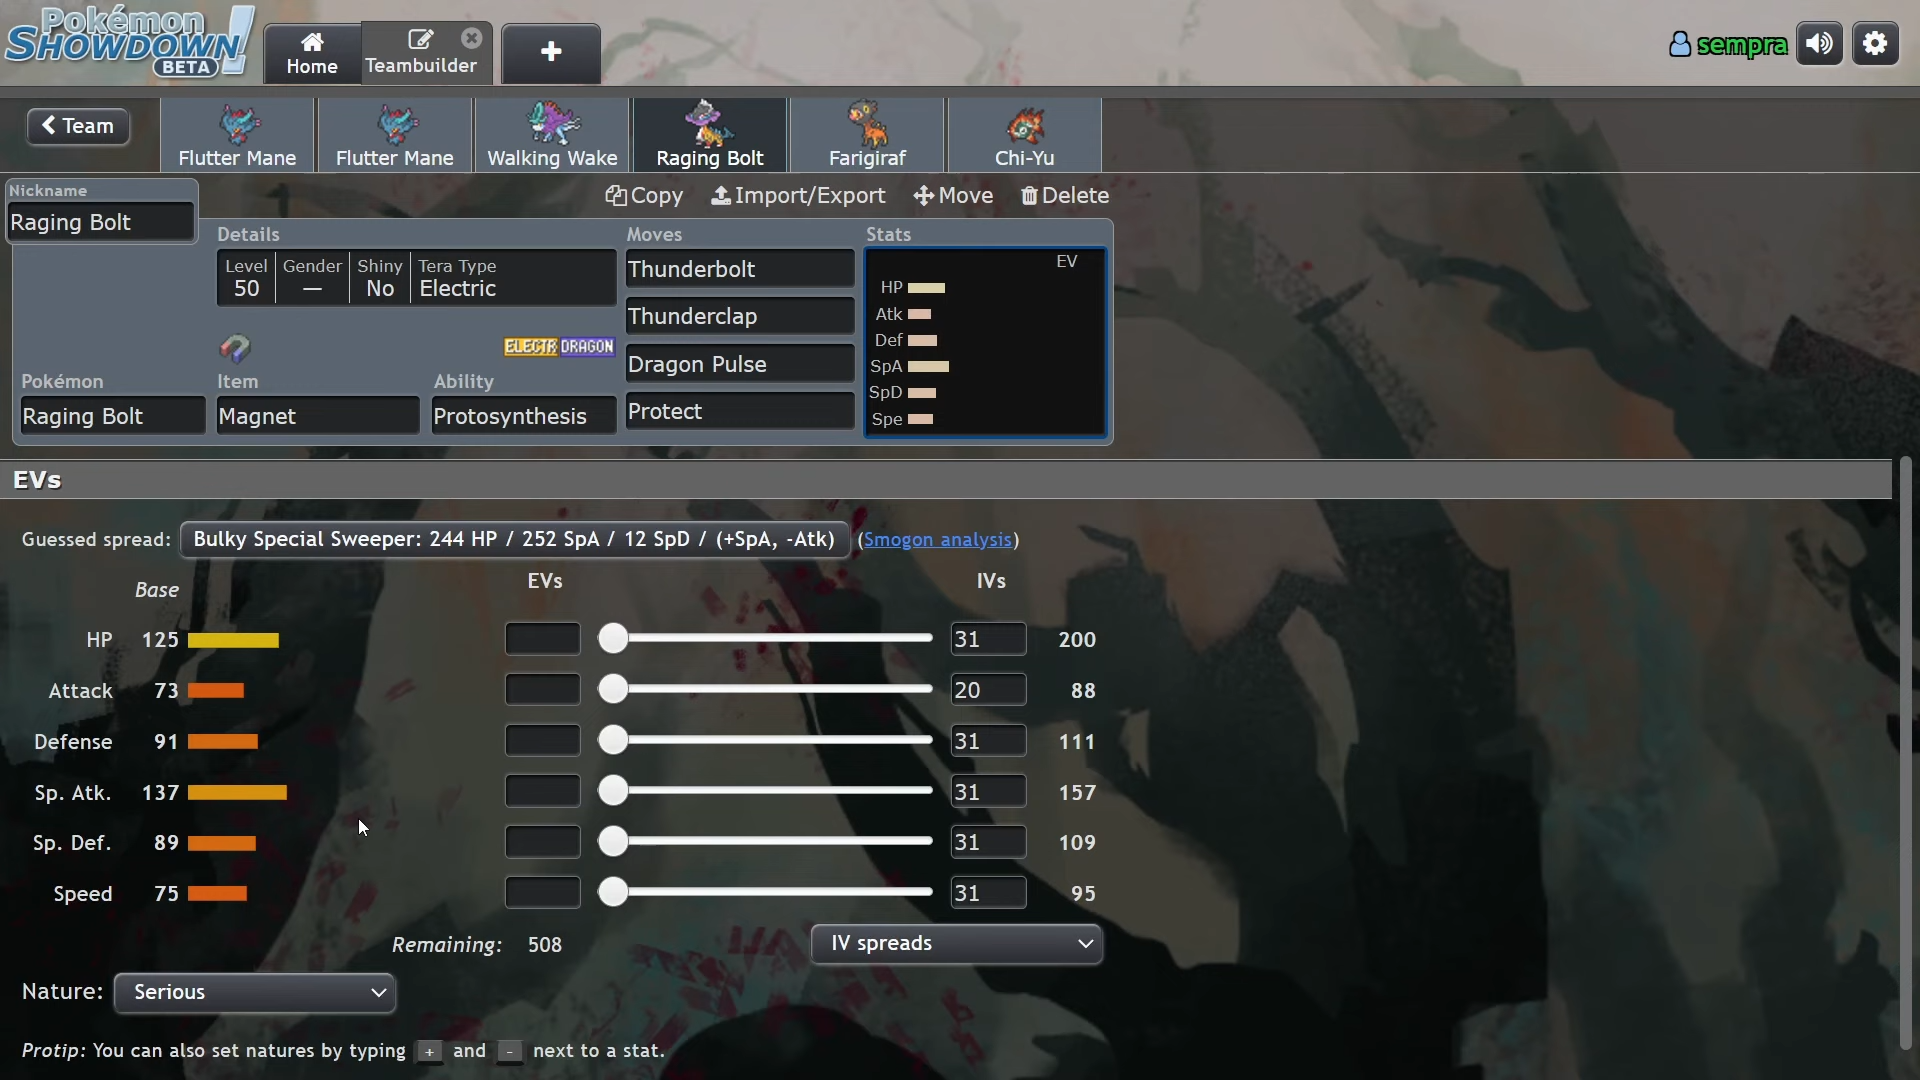 Pokémon
SHOWDOWN!
BETA
Home
Teambuilder
+
sempra
Team
Flutter Mane
Flutter Mane
Walking Wake
Raging Bolt
Farigiraf
Chi-Yu
Nickname
Raging Bolt
Copy Import/Export Move Delete
Details
Level Gender Shiny Tera Type
50 — No Electric
ELECTR DRAGON
Pokémon
Raging Bolt
Item
Magnet
Ability
Protosynthesis
Moves
Thunderbolt
Thunderclap
Dragon Pulse
Protect
Stats
EV
HP
Atk
Def
SpA
SpD
Spe
EVs
Guessed spread: Bulky Special Sweeper: 244 HP / 252 SpA / 12 SpD / (+SpA, -Atk) (Smogon analysis)
Base EVs IVs
HP 125 31 200
Attack 73 20 88
Defense 91 31 111
Sp. Atk. 137 31 157
Sp. Def. 89 31 109
Speed 75 31 95
Remaining: 508 IV spreads
Nature: Serious
Protip: You can also set natures by typing + and - next to a stat.